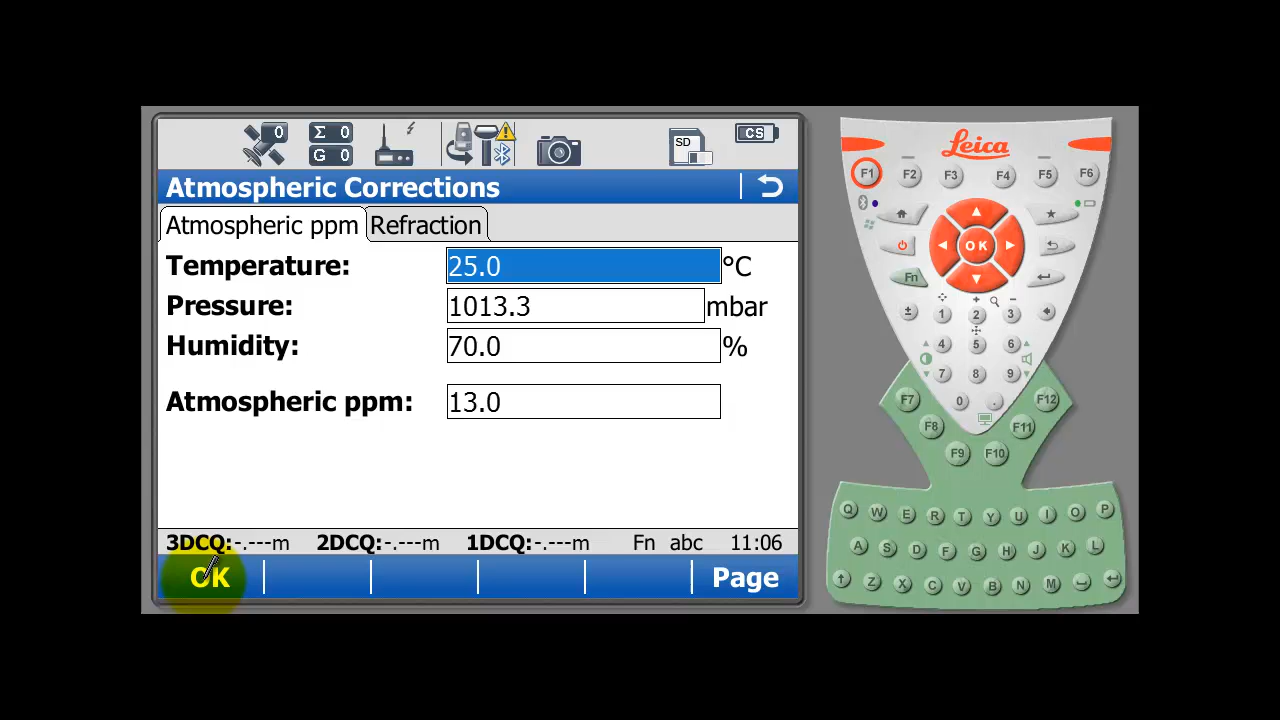 0 Σ 0 G 0 SD CS
Atmospheric Corrections
Atmospheric ppm Refraction
Temperature: 25.0 °C
Pressure: 1013.3 mbar
Humidity: 70.0 %
Atmospheric ppm: 13.0
3DCQ:-.---m 2DCQ:-.---m 1DCQ:-.---m Fn abc 11:06
OK Page
Leica
F1 F2 F3 F4 F5 F6
OK
Fn
± 1 2 3
4 5 6
7 8 9
0 .
F7 F12
F8 F11
F9 F10
Q W E R T Y U I O P
A S D F G H J K L
Z X C V B N M